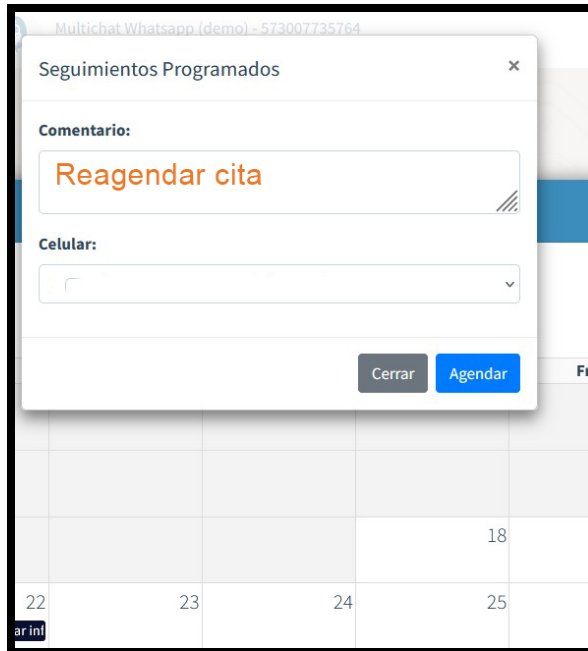 Multichat Whatsapp (demo) - 573007735764
Seguimientos Programados ×
Comentario:
Reagendar cita
Celular:
Cerrar Agendar
Fr
18
22 23 24 25
ar inf